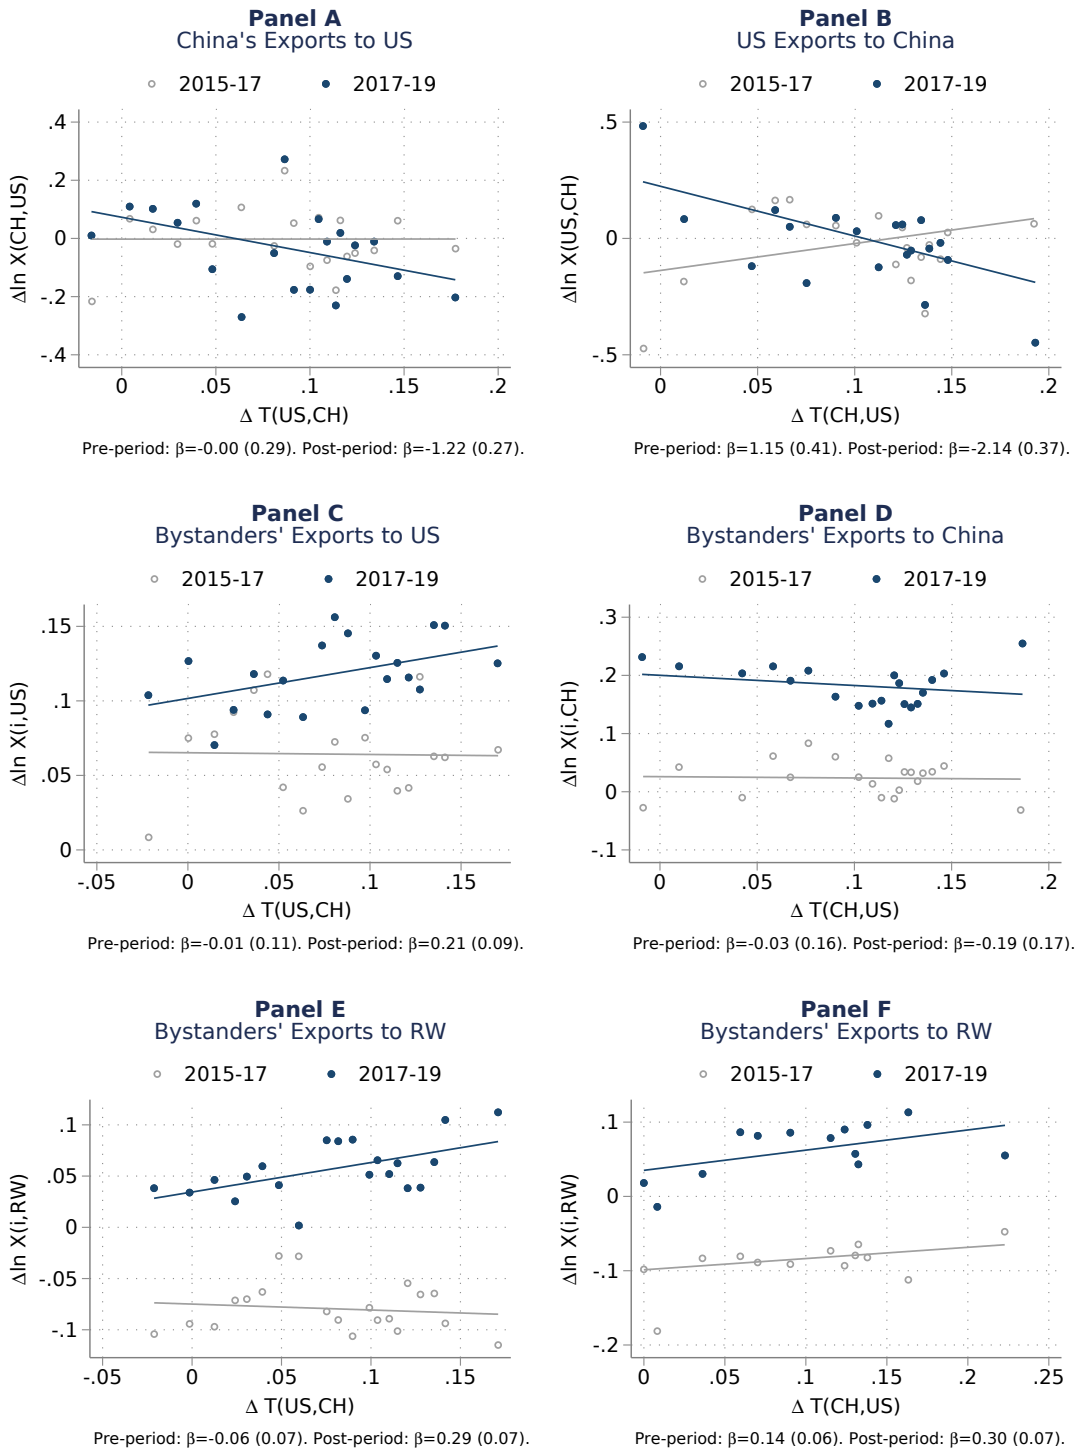 Panel A
China's Exports to US
2015-17 2017-19
.4
.2
0
-.2
-.4
Δln X(CH,US)
0 .05 .1 .15 .2
Δ T(US,CH)
Pre-period: β=-0.00 (0.29). Post-period: β=-1.22 (0.27).
Panel B
US Exports to China
2015-17 2017-19
.5
0
-.5
Δln X(US,CH)
0 .05 .1 .15 .2
Δ T(CH,US)
Pre-period: β=1.15 (0.41). Post-period: β=-2.14 (0.37).
Panel C
Bystanders' Exports to US
2015-17 2017-19
.15
.1
.05
0
Δln X(i,US)
-.05 0 .05 .1 .15
Δ T(US,CH)
Pre-period: β=-0.01 (0.11). Post-period: β=0.21 (0.09).
Panel D
Bystanders' Exports to China
2015-17 2017-19
.3
.2
.1
0
-.1
Δln X(i,CH)
0 .05 .1 .15 .2
Δ T(CH,US)
Pre-period: β=-0.03 (0.16). Post-period: β=-0.19 (0.17).
Panel E
Bystanders' Exports to RW
2015-17 2017-19
.1
.05
0
-.05
-.1
Δln X(i,RW)
-.05 0 .05 .1 .15
Δ T(US,CH)
Pre-period: β=-0.06 (0.07). Post-period: β=0.29 (0.07).
Panel F
Bystanders' Exports to RW
2015-17 2017-19
.1
0
-.1
-.2
Δln X(i,RW)
0 .05 .1 .15 .2 .25
Δ T(CH,US)
Pre-period: β=0.14 (0.06). Post-period: β=0.30 (0.07).